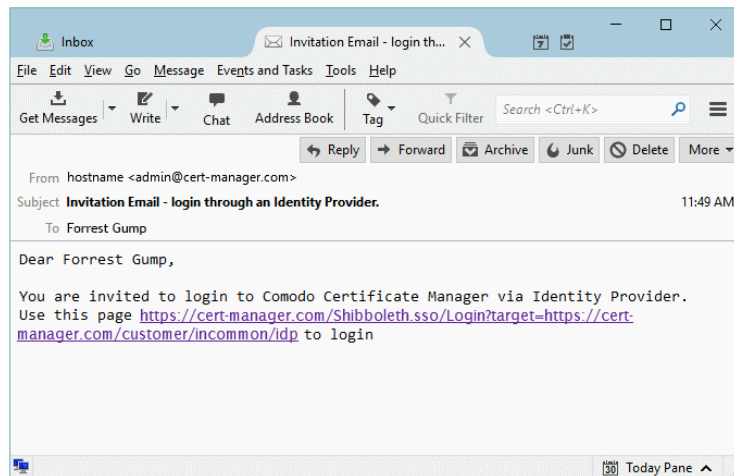 Inbox
Invitation Email - login th...
File Edit View Go Message Events and Tasks Tools Help
Get Messages Write Chat Address Book Tag Quick Filter Search <Ctrl+K>
Reply Forward Archive Junk Delete More
From hostname <admin@cert-manager.com>
Subject Invitation Email - login through an Identity Provider. 11:49 AM
To Forrest Gump
Dear Forrest Gump,
You are invited to login to Comodo Certificate Manager via Identity Provider.
Use this page https://cert-manager.com/Shibboleth.sso/Login?target=https://cert-
manager.com/customer/incommon/idp to login
30 Today Pane